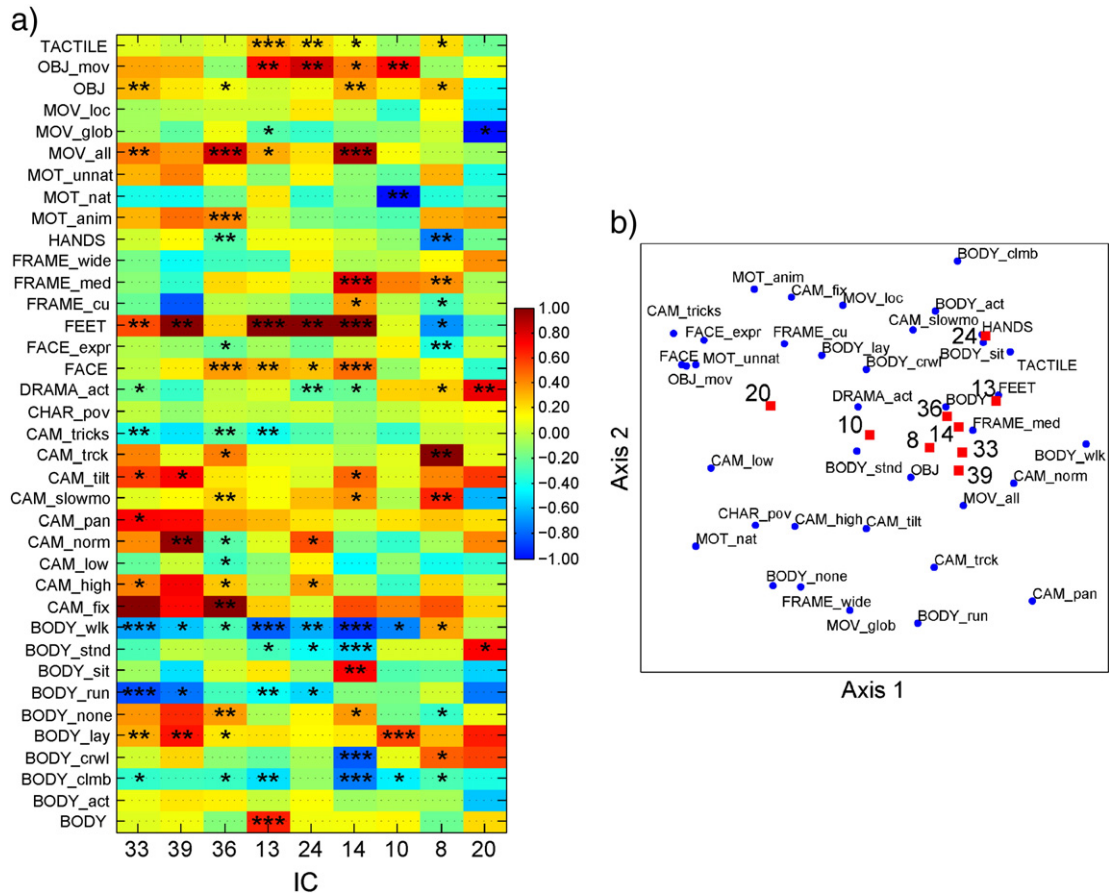 a)
TACTILE *** ** * *
OBJ_mov ** ** * **
OBJ ** * ** *
MOV_loc
MOV_glob * *
MOV_all ** *** * ***
MOT_unnat
MOT_nat **
MOT_anim ***
HANDS ** **
FRAME_wide
FRAME_med *** **
FRAME_cu * *
FEET ** ** *** ** *** *
FACE_expr * **
FACE *** ** * ***
DRAMA_act * ** * * **
CHAR_pov
CAM_tricks ** ** **
CAM_trck * **
CAM_tilt * * *
CAM_slowmo ** * **
CAM_pan *
CAM_norm ** * *
CAM_low *
CAM_high * * *
CAM_fix **
BODY_wlk *** * * *** ** *** * *
BODY_stnd * * *** *
BODY_sit **
BODY_run *** * ** *
BODY_none ** * *
BODY_lay ** ** * ***
BODY_crwl *** *
BODY_clmb * * ** *** * *
BODY_act
BODY ***
33 39 36 13 24 14 10 8 20
IC
1.00
0.80
0.60
0.40
0.20
0.00
−0.20
−0.40
−0.60
−0.80
−1.00
b)
BODY_clmb
MOT_anim
CAM_fix
MOV_loc
BODY_act
CAM_tricks
CAM_slowmo
FACE_expr
FRAME_cu
24 HANDS
BODY_lay
BODY_sit
FACE
MOT_unnat
BODY_crwl
TACTILE
OBJ_mov
20
DRAMA_act
36
BODY
13 FEET
10
8
14
FRAME_med
33
BODY_wlk
CAM_low
BODY_stnd
OBJ
39
CAM_norm
MOV_all
CHAR_pov
CAM_high
CAM_tilt
MOT_nat
CAM_trck
BODY_none
FRAME_wide
CAM_pan
MOV_glob
BODY_run
Axis 1
Axis 2